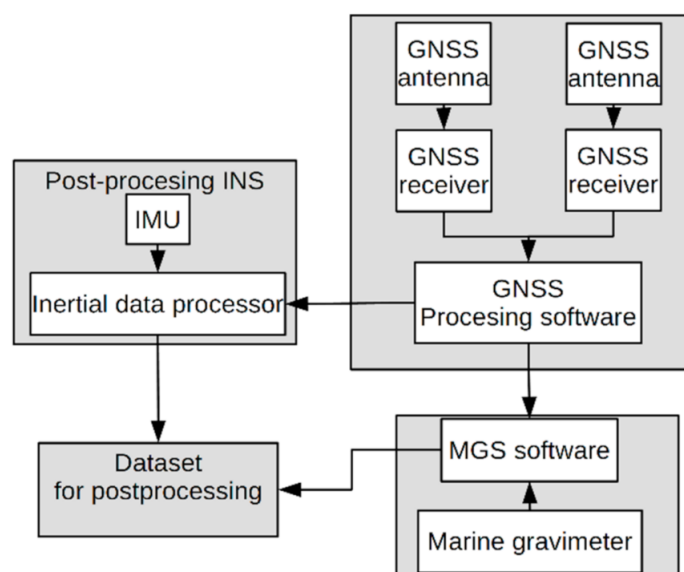 GNSS
antenna
GNSS
antenna
GNSS
receiver
GNSS
receiver
Post-procesing INS
IMU
Inertial data processor
GNSS
Procesing software
MGS software
Dataset
for postprocessing
Marine gravimeter